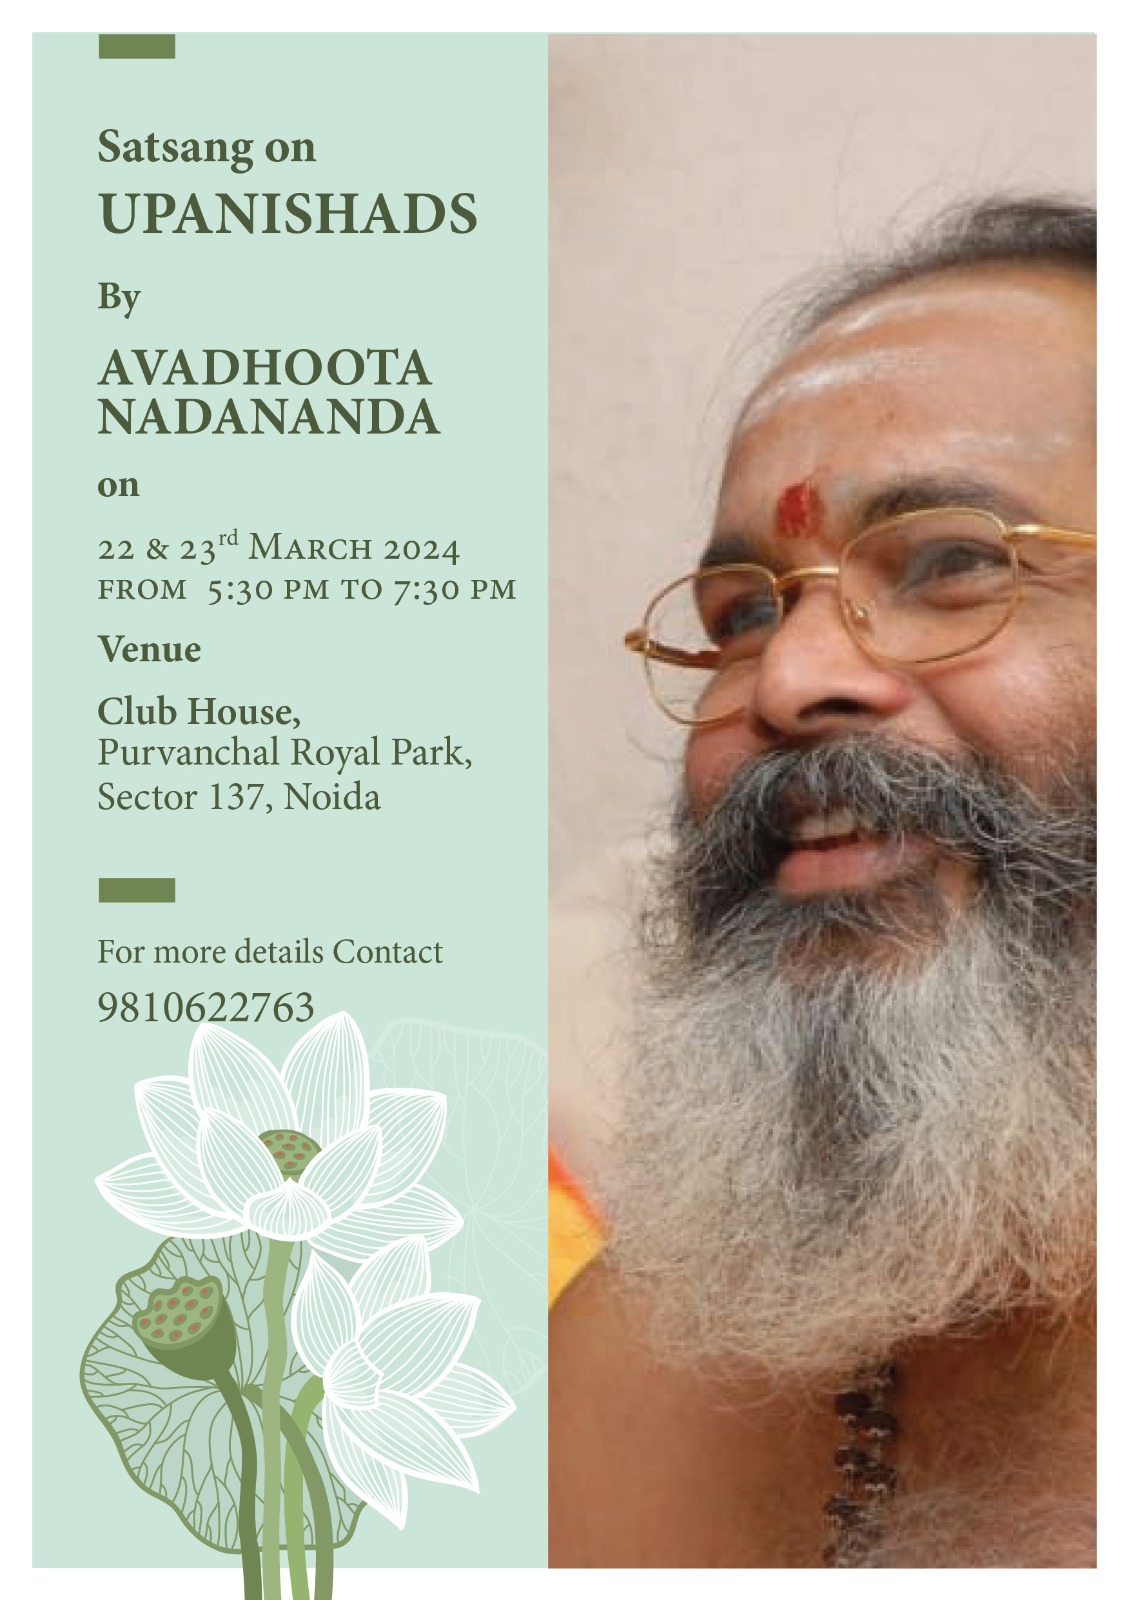 Satsang on
UPANISHADS
By
AVADHOOTA
NADANANDA
on
22 & 23rd March 2024
from 5:30 pm to 7:30 pm
Venue
Club House,
Purvanchal Royal Park,
Sector 137, Noida
For more details Contact
9810622763